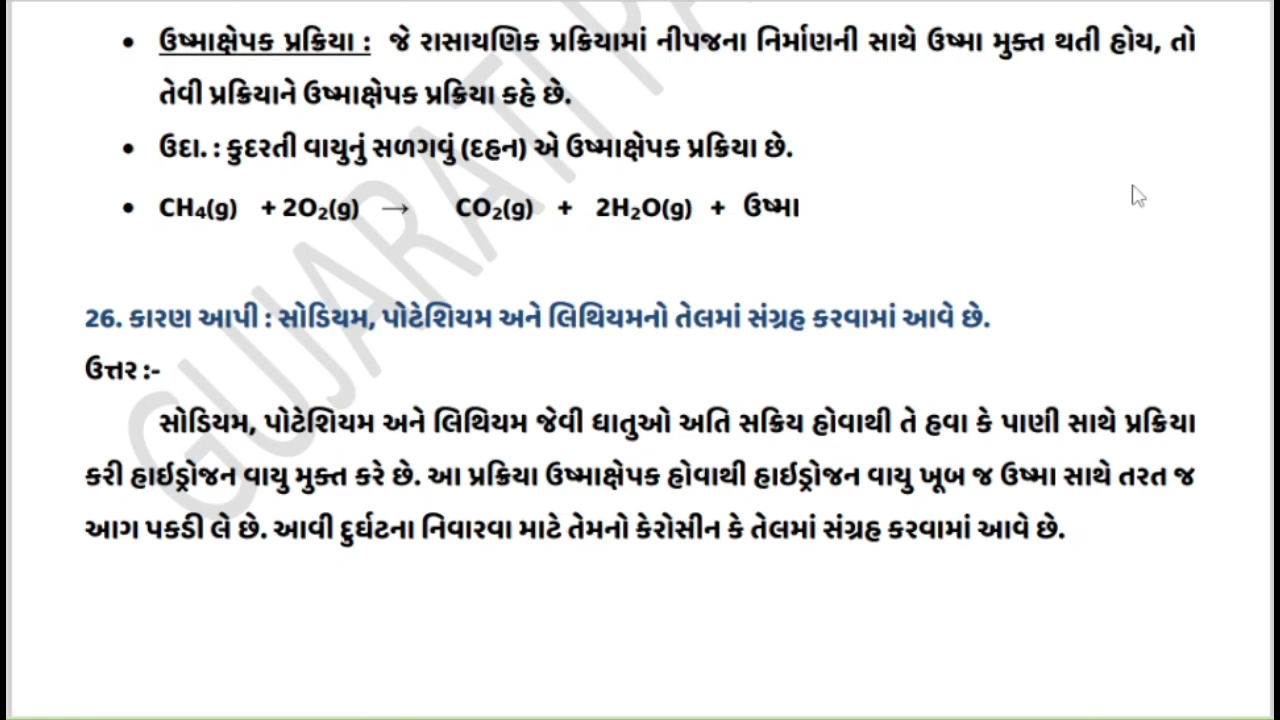 • ઉષ્માક્ષેપક પ્રક્રિયા : જે રાસાયણિક પ્રક્રિયામાં નીપજના નિર્માણની સાથે ઉષ્મા મુક્ત થતી હોય, તો
તેવી પ્રક્રિયાને ઉષ્માક્ષેપક પ્રક્રિયા કહે છે.
• ઉદા. : કુદરતી વાયુનું સળગવું (દહન) એ ઉષ્માક્ષેપક પ્રક્રિયા છે.
• CH₄(g) + 2O₂(g) → CO₂(g) + 2H₂O(g) + ઉષ્મા
26. કારણ આપી : સોડિયમ, પોટેશિયમ અને લિથિયમનો તેલમાં સંગ્રહ કરવામાં આવે છે.
ઉત્તર :-
સોડિયમ, પોટેશિયમ અને લિથિયમ જેવી ધાતુઓ અતિ સક્રિય હોવાથી તે હવા કે પાણી સાથે પ્રક્રિયા
કરી હાઈડ્રોજન વાયુ મુક્ત કરે છે. આ પ્રક્રિયા ઉષ્માક્ષેપક હોવાથી હાઇડ્રોજન વાયુ ખૂબ જ ઉષ્મા સાથે તરત જ
આગ પકડી લે છે. આવી દુર્ઘટના નિવારવા માટે તેમનો કેરોસીન કે તેલમાં સંગ્રહ કરવામાં આવે છે.
GUJARATI PA